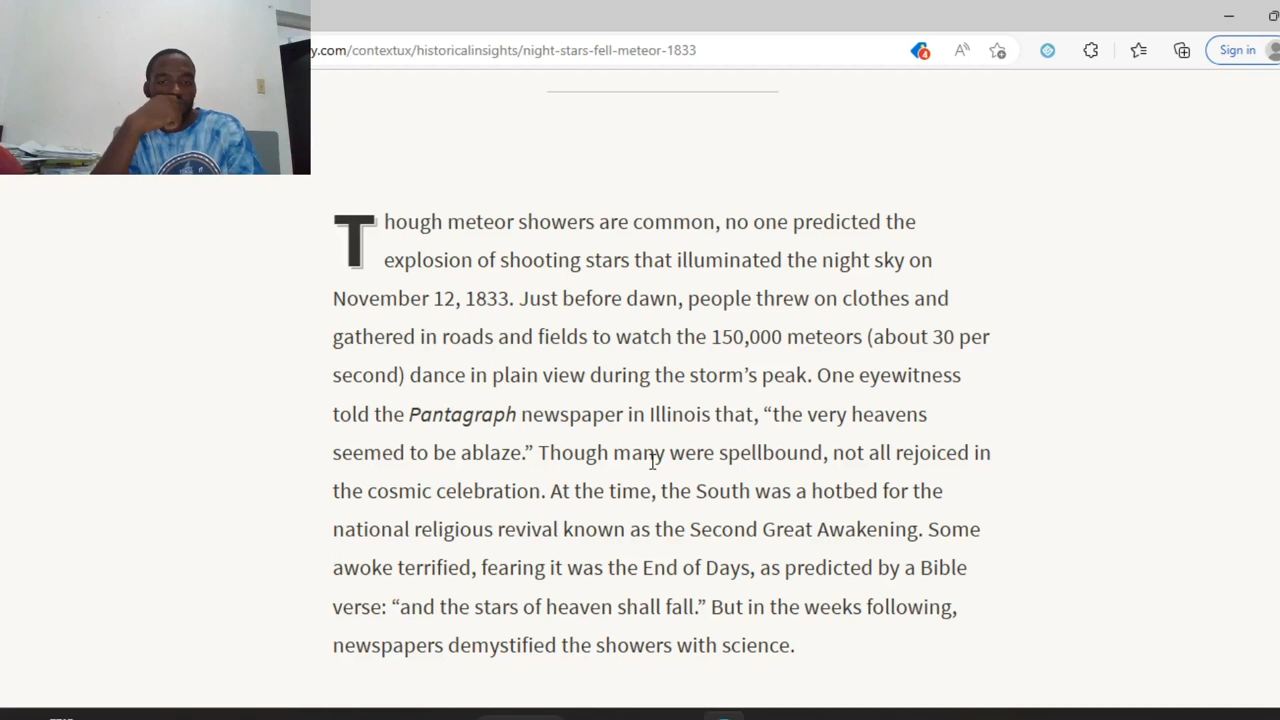 y.com/contextux/historicalinsights/night-stars-fell-meteor-1833
4
Sign in
Though meteor showers are common, no one predicted the
explosion of shooting stars that illuminated the night sky on
November 12, 1833. Just before dawn, people threw on clothes and
gathered in roads and fields to watch the 150,000 meteors (about 30 per
second) dance in plain view during the storm’s peak. One eyewitness
told the Pantagraph newspaper in Illinois that, “the very heavens
seemed to be ablaze.” Though many were spellbound, not all rejoiced in
the cosmic celebration. At the time, the South was a hotbed for the
national religious revival known as the Second Great Awakening. Some
awoke terrified, fearing it was the End of Days, as predicted by a Bible
verse: “and the stars of heaven shall fall.” But in the weeks following,
newspapers demystified the showers with science.